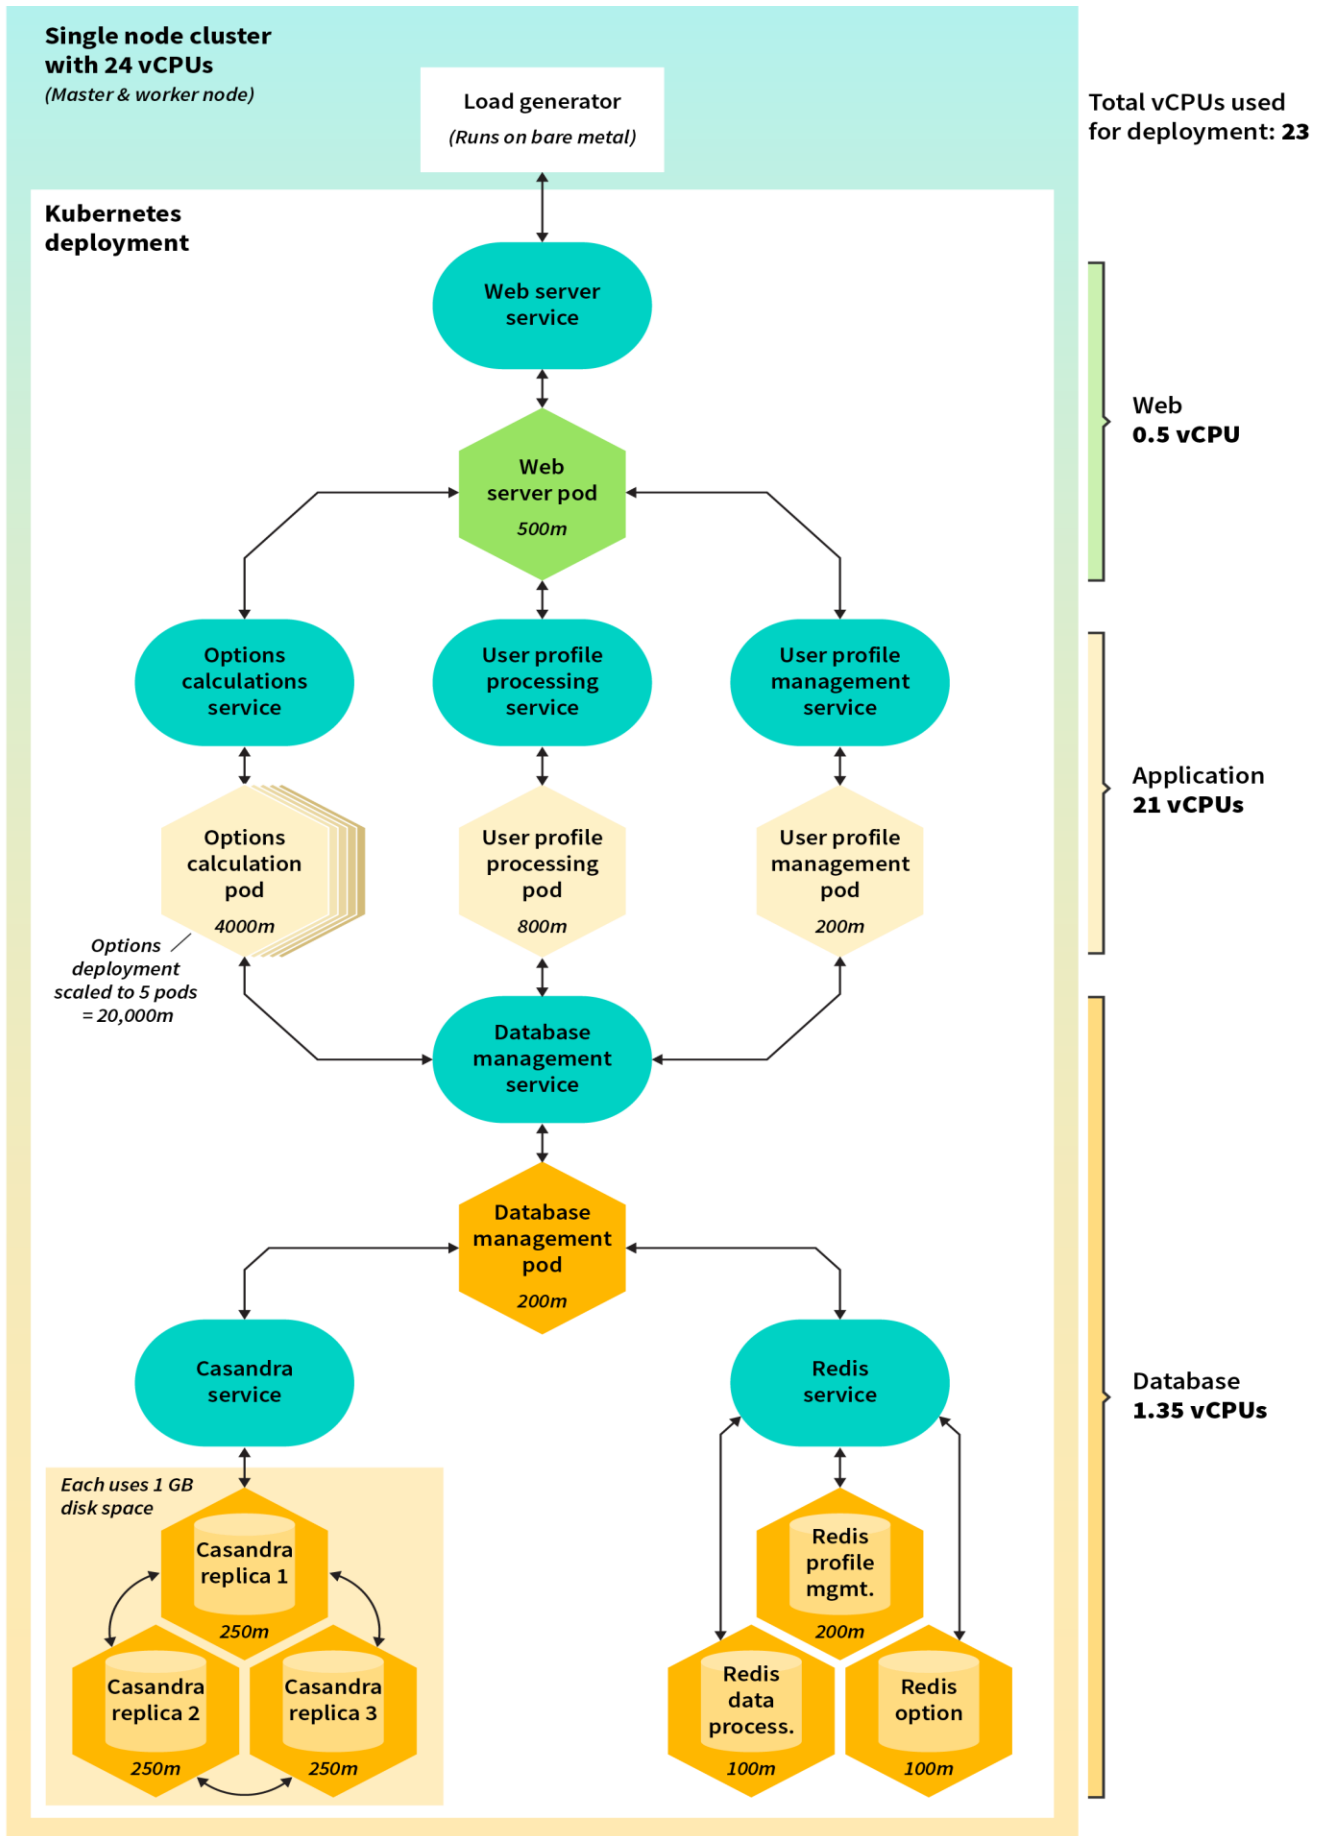 Single node cluster
with 24 vCPUs
(Master & worker node)
Load generator
(Runs on bare metal)
Total vCPUs used
for deployment: 23
Kubernetes
deployment
Web server
service
Web
server pod
500m
Web
0.5 vCPU
Options
calculations
service
User profile
processing
service
User profile
management
service
Options
calculation
pod
4000m
User profile
processing
pod
800m
User profile
management
pod
200m
Application
21 vCPUs
Options
deployment
scaled to 5 pods
= 20,000m
Database
management
service
Database
management
pod
200m
Casandra
service
Redis
service
Database
1.35 vCPUs
Each uses 1 GB
disk space
Casandra
replica 1
250m
Casandra
replica 2
250m
Casandra
replica 3
250m
Redis
profile
mgmt.
200m
Redis
data
process.
100m
Redis
option
100m